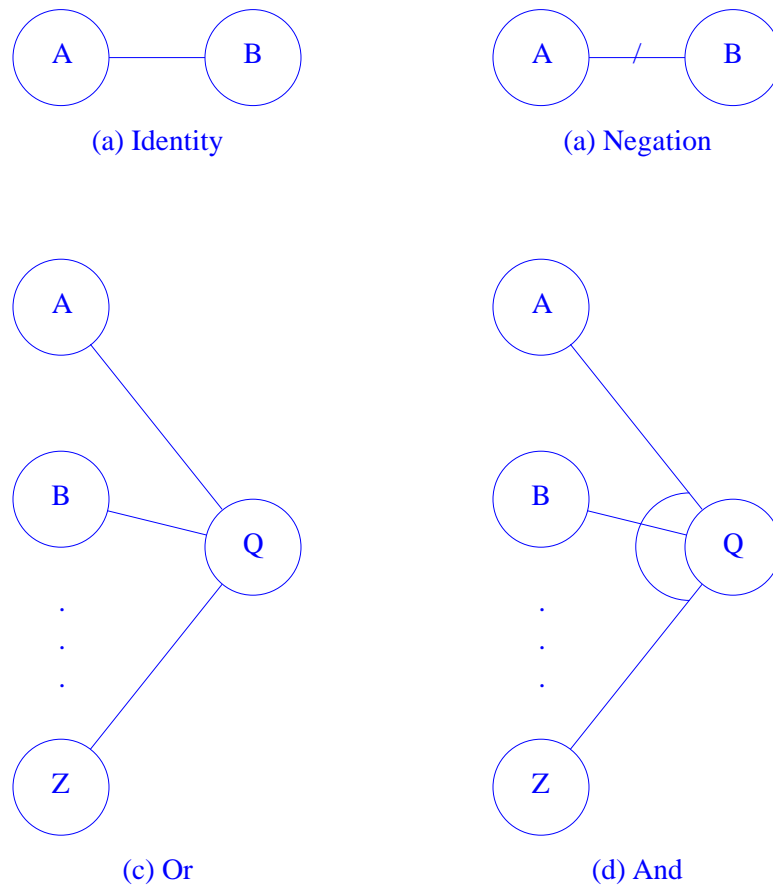 A B
A / B
(a) Identity
(a) Negation
A
B
Q
.
.
.
Z
(c) Or
A
B
Q
.
.
.
Z
(d) And